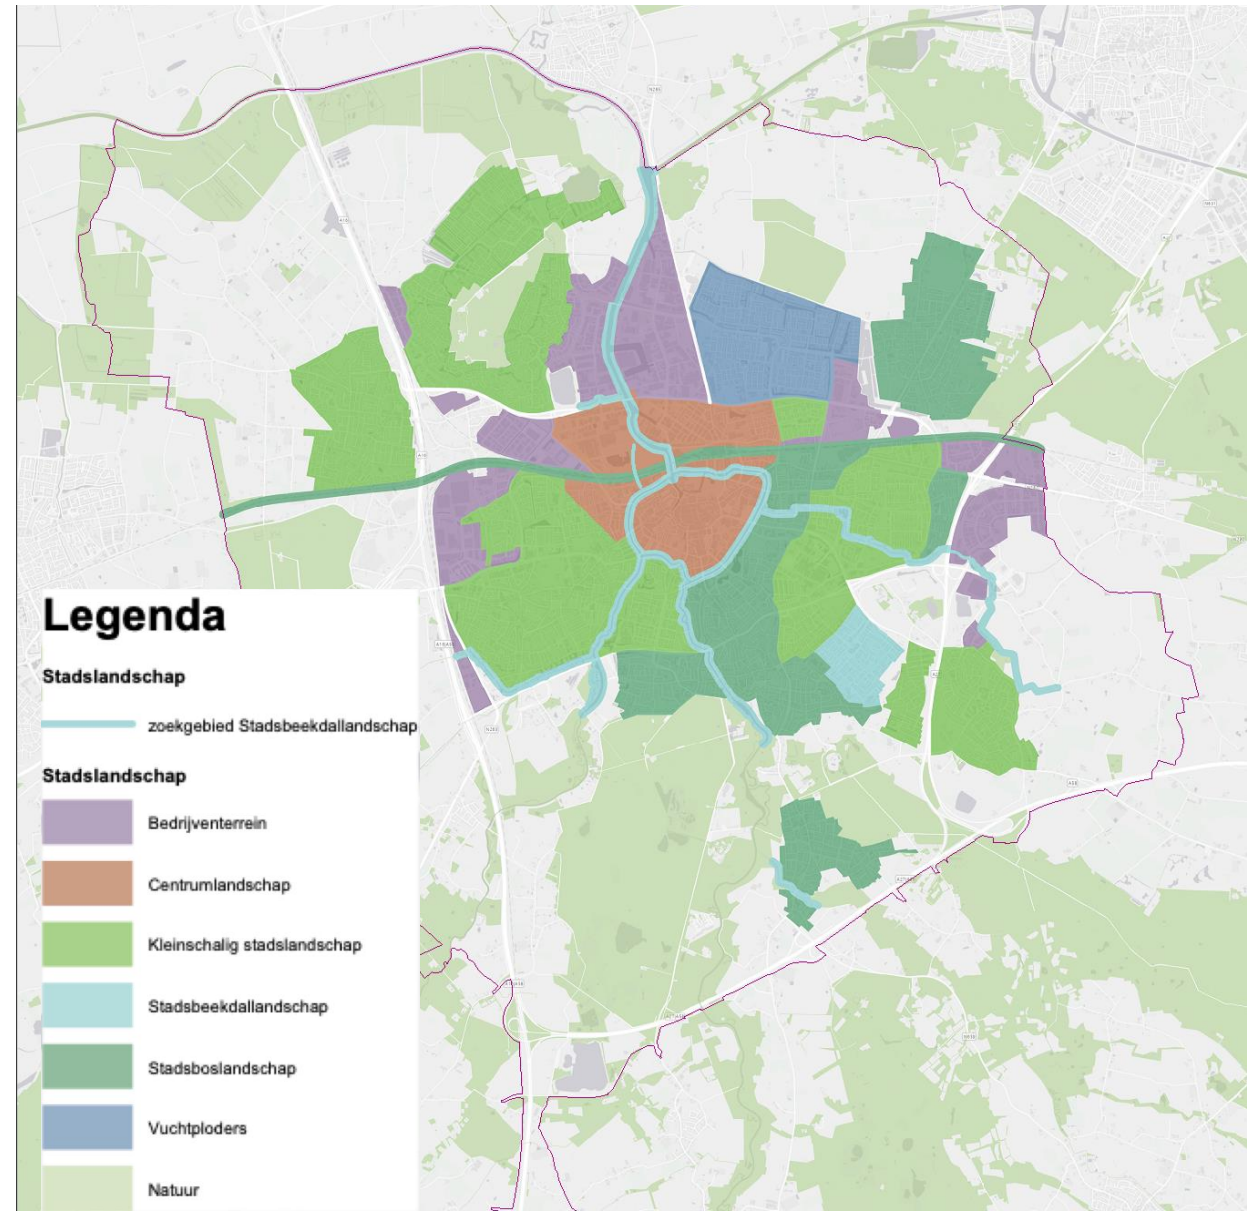 Legenda
Stadslandschap
zoekgebied Stadsbeekdallandschap
Stadslandschap
Bedrijventerrein
Centrumlandschap
Kleinschalig stadslandschap
Stadsbeekdallandschap
Stadsboslandschap
Vuchtploders
Natuur